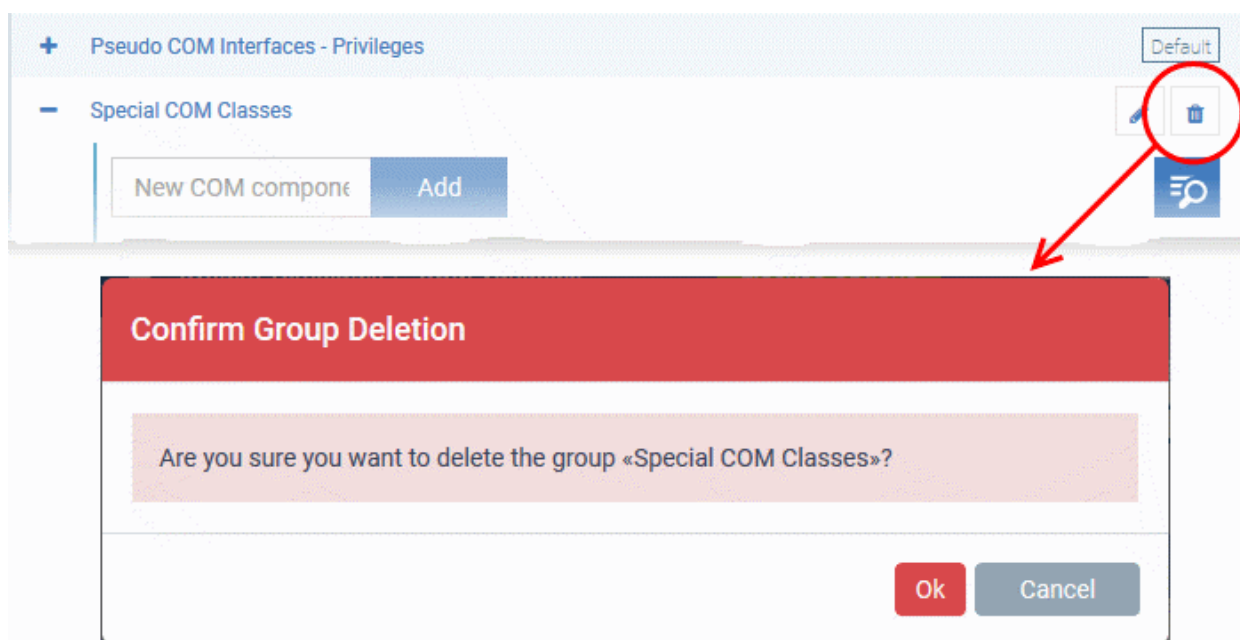 Pseudo COM Interfaces - Privileges
Default
Special COM Classes
New COM compone
Add
Confirm Group Deletion
Are you sure you want to delete the group «Special COM Classes»?
Ok
Cancel